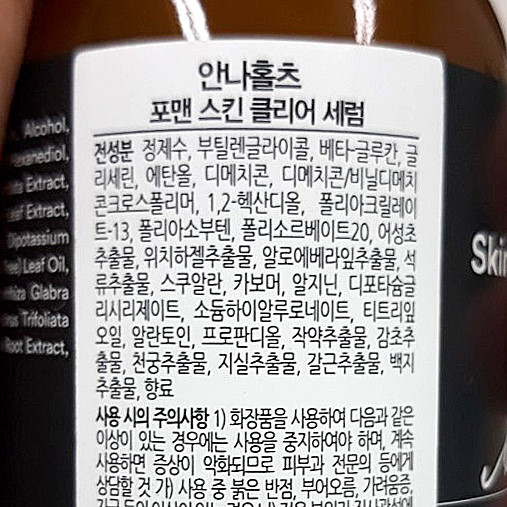 안나홀츠
포맨 스킨 클리어 세럼
전성분 정제수, 부틸렌글라이콜, 베타-글루칸, 글
리세린, 에탄올, 디메치콘, 디메치콘/비닐디메치
콘크로스폴리머, 1,2-헥산디올, 폴리아크릴레이
트-13, 폴리아소부텐, 폴리소르베이트20, 어성초
추출물, 위치하젤추출물, 알로에베라잎추출물, 석
류추출물, 스쿠알란, 카보머, 알지닌, 디포타슘글
리시리제이트, 소듐하이알루로네이트, 티트리잎
오일, 알란토인, 프로판디올, 작약추출물, 감초추
출물, 천궁추출물, 지실추출물, 갈근추출물, 백지
추출물, 향료
사용 시의 주의사항 1) 화장품을 사용하여 다음과 같은
이상이 있는 경우에는 사용을 중지하여야 하며, 계속
사용하면 증상이 악화되므로 피부과 전문의 등에게
상담할 것 가) 사용 중 붉은 반점, 부어오름, 가려움증,
Alcohol,
Extract,
Extract,
Dipotassium
Leaf Oil,
Glabra
Trifoliata
Root Extract,
Skin